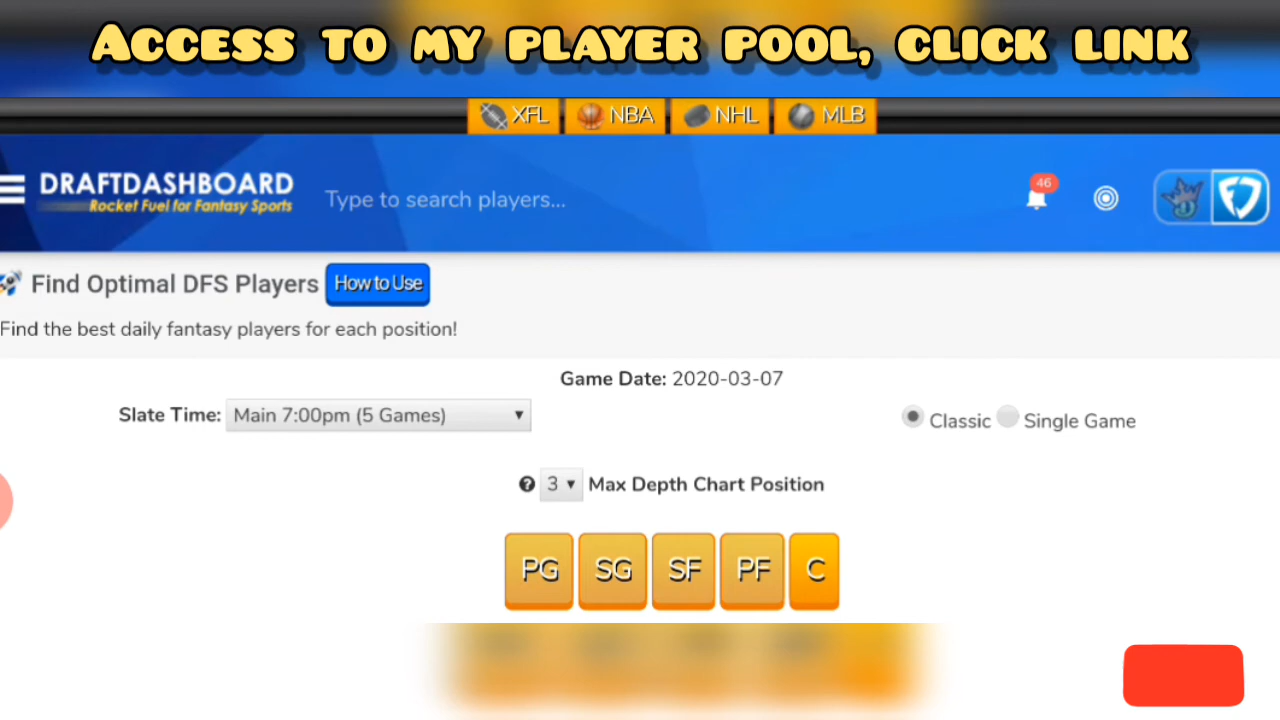 ACCESS TO MY PLAYER POOL, CLICK LINK
XFL NBA NHL MLB
DRAFTDASHBOARD
Rocket Fuel for Fantasy Sports
Type to search players...
46
Find Optimal DFS Players How to Use
Find the best daily fantasy players for each position!
Game Date: 2020-03-07
Slate Time: Main 7:00pm (5 Games) Classic Single Game
3 Max Depth Chart Position
PG SG SF PF C